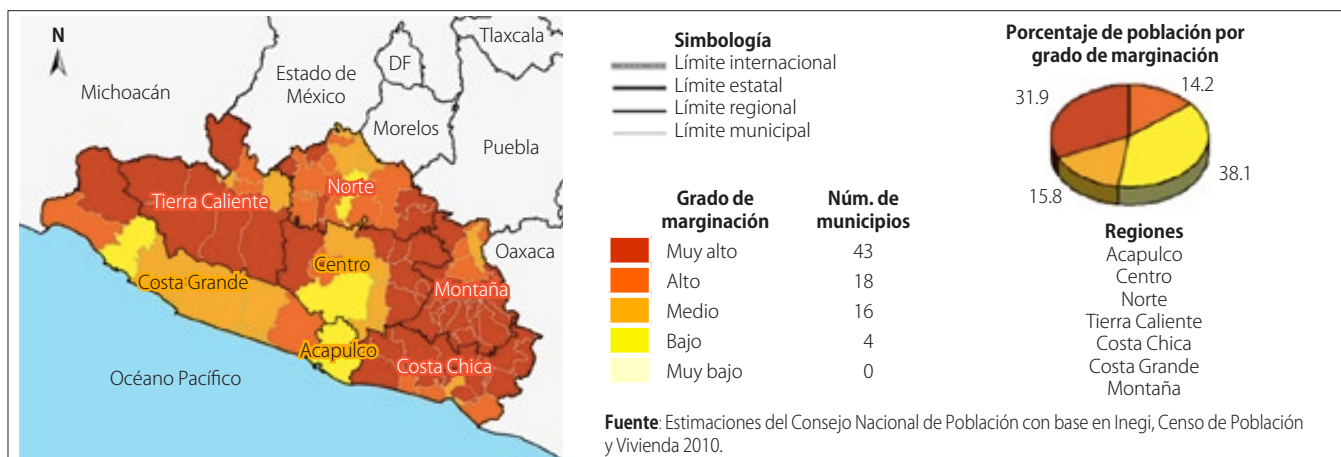 N
Michoacán
Estado de
México
DF
Tlaxcala
Morelos
Puebla
Oaxaca
Tierra Caliente
Norte
Centro
Costa Grande
Montaña
Acapulco
Costa Chica
Océano Pacífico
Simbología
Límite internacional
Límite estatal
Límite regional
Límite municipal
Grado de
marginación
Núm. de
municipios
Muy alto 43
Alto 18
Medio 16
Bajo 4
Muy bajo 0
Porcentaje de población por
grado de marginación
31.9
14.2
15.8
38.1
Regiones
Acapulco
Centro
Norte
Tierra Caliente
Costa Chica
Costa Grande
Montaña
Fuente: Estimaciones del Consejo Nacional de Población con base en Inegi, Censo de Población
y Vivienda 2010.